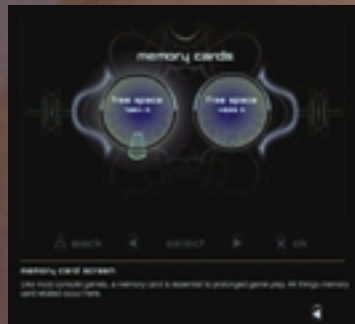 memory cards
free space
free space
back
select
ok
memory card screen
Like most console games, a memory card is essential to prolonged game play. All things memory
card related occur here.